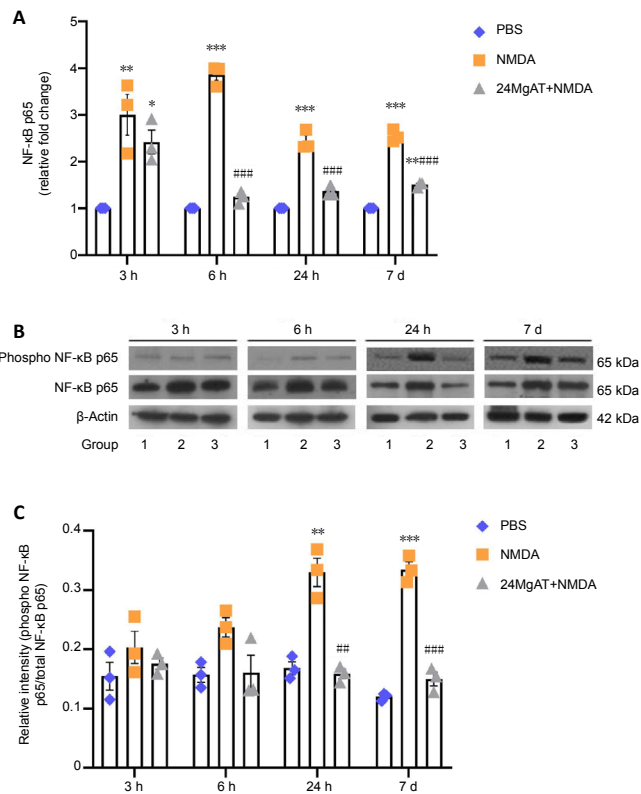 A
5
4
3
2
1
0
NF-κB p65
(relative fold change)
**
*
***
###
***
###
***
**###
3 h
6 h
24 h
7 d
PBS
NMDA
24MgAT+NMDA
B
3 h
6 h
24 h
7 d
Phospho NF-κB p65
65 kDa
NF-κB p65
65 kDa
β-Actin
42 kDa
Group
1 2 3
1 2 3
1 2 3
1 2 3
C
0.4
0.3
0.2
0.1
0.0
Relative intensity (phospho NF-κB
p65/total NF-κB p65)
**
##
***
###
3 h
6 h
24 h
7 d
PBS
NMDA
24MgAT+NMDA